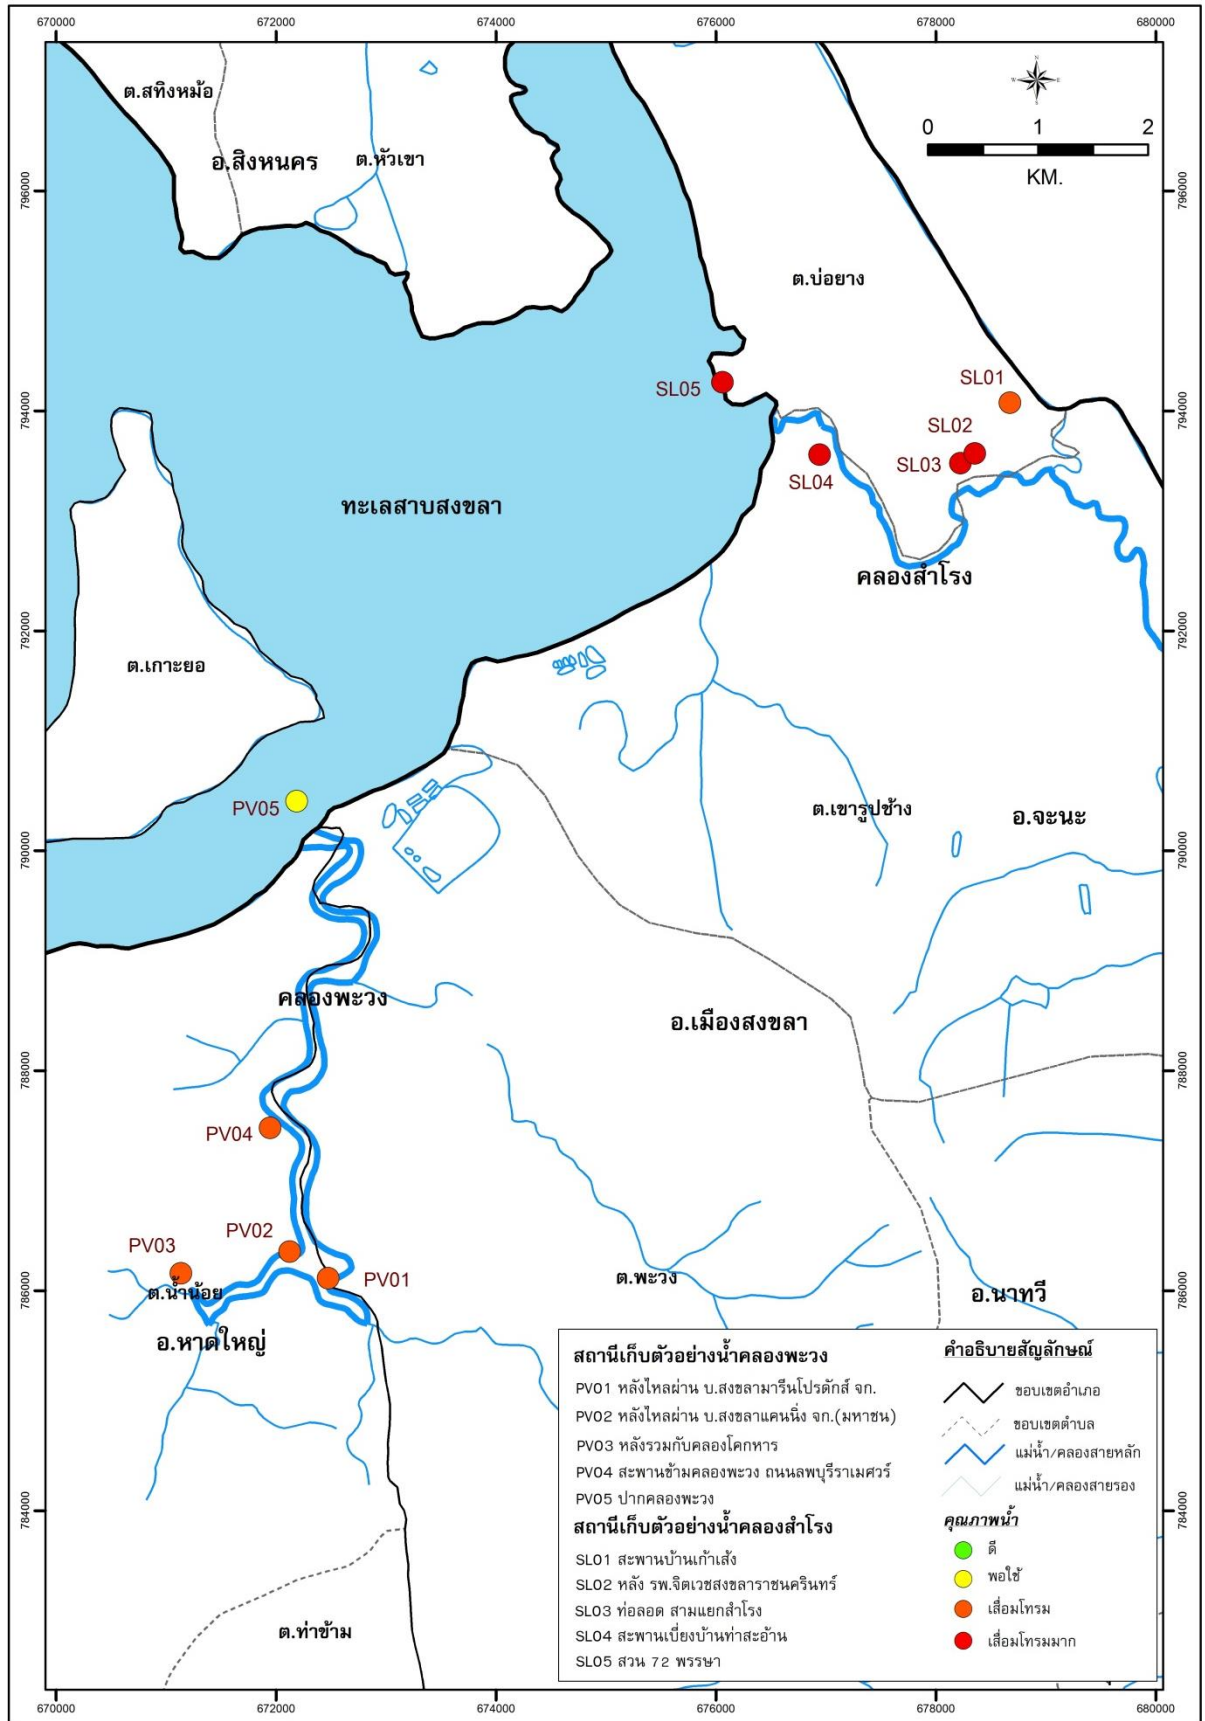 670000 672000 674000 676000 678000 680000
796000
794000
792000
790000
788000
786000
784000
796000
794000
792000
790000
788000
786000
784000
N
W E
S
0 1 2
KM.
ต.สทิงหม้อ
อ.สิงหนคร
ต.หัวเขา
ต.บ่อยาง
SL01
SL02
SL03
SL04
SL05
ทะเลสาบสงขลา
คลองสำโรง
ต.เกาะยอ
PV05
ต.เขารูปช้าง
อ.จะนะ
คลองพะวง
อ.เมืองสงขลา
PV04
PV03
PV02
PV01
ต.น้ำน้อย
อ.หาดใหญ่
ต.พะวง
อ.นาทวี
ต.ท่าข้าม
สถานีเก็บตัวอย่างน้ำคลองพะวง
PV01 หลังไหลผ่าน บ.สงขลามารีนโปรดักส์ จก.
PV02 หลังไหลผ่าน บ.สงขลาแคนนิ่ง จก.(มหาชน)
PV03 หลังรวมกับคลองโคกหาร
PV04 สะพานข้ามคลองพะวง ถนนลพบุรีราเมศวร์
PV05 ปากคลองพะวง
สถานีเก็บตัวอย่างน้ำคลองสำโรง
SL01 สะพานบ้านเก้าเส้ง
SL02 หลัง รพ.จิตเวชสงขลาราชนครินทร์
SL03 ท่อลอด สามแยกสำโรง
SL04 สะพานเบี่ยงบ้านท่าสะอ้าน
SL05 สวน 72 พรรษา
คำอธิบายสัญลักษณ์
ขอบเขตอำเภอ
ขอบเขตตำบล
แม่น้ำ/คลองสายหลัก
แม่น้ำ/คลองสายรอง
คุณภาพน้ำ
ดี
พอใช้
เสื่อมโทรม
เสื่อมโทรมมาก
670000 672000 674000 676000 678000 680000